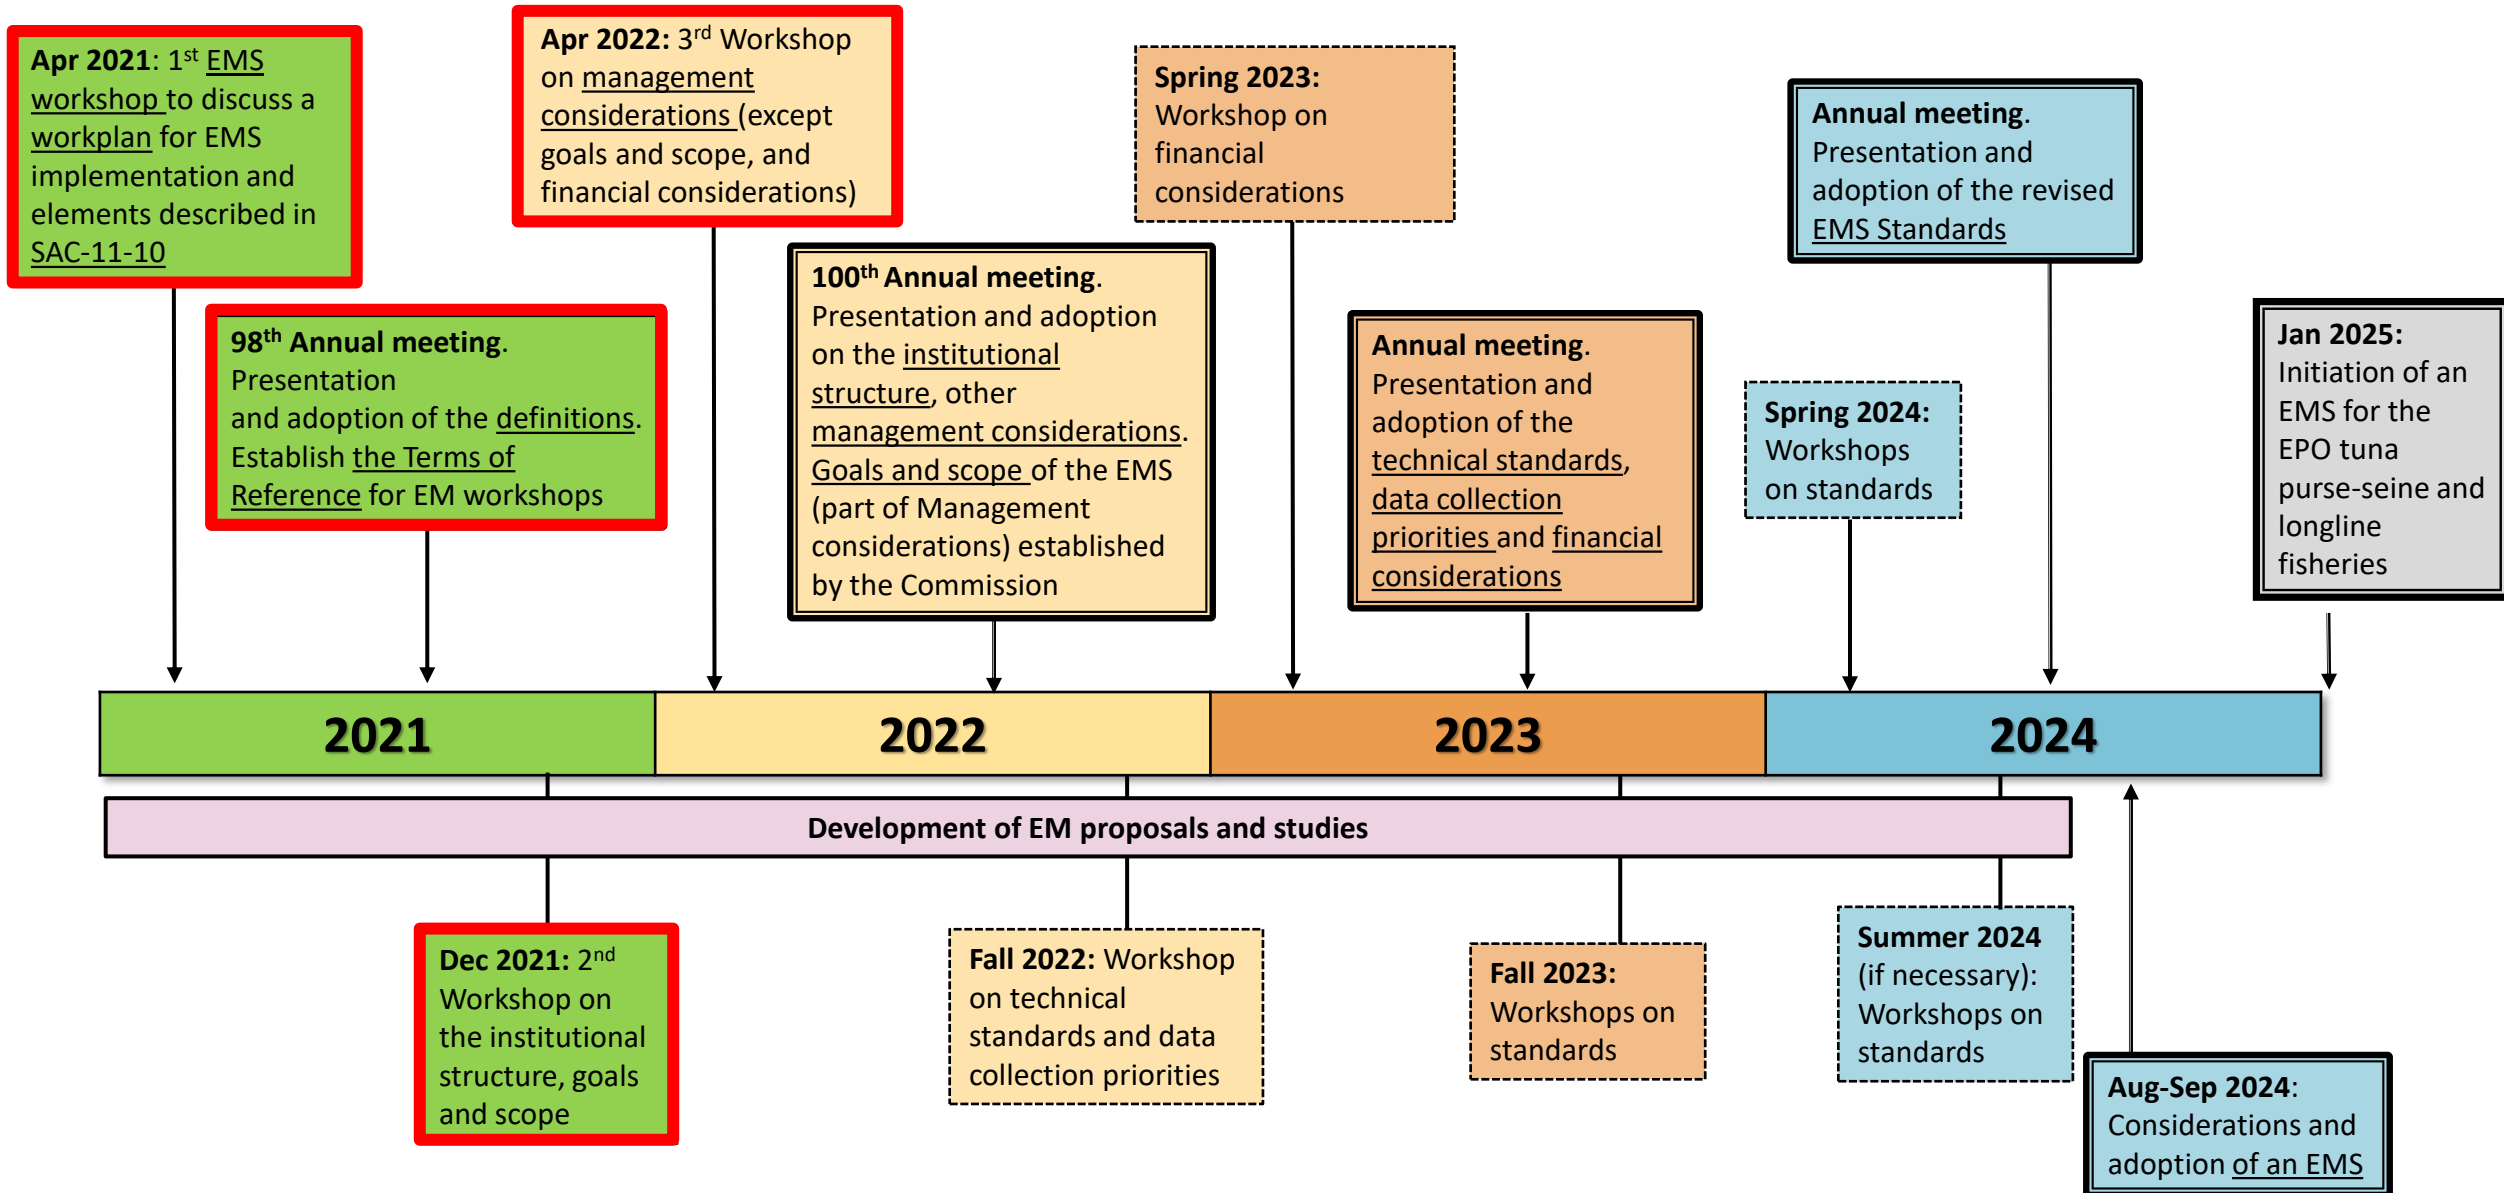 Apr 2021: 1st EMS
workshop to discuss a
workplan for EMS
implementation and
elements described in
SAC-11-10
98th Annual meeting.
Presentation
and adoption of the definitions.
Establish the Terms of
Reference for EM workshops
Apr 2022: 3rd Workshop
on management
considerations (except
goals and scope, and
financial considerations)
100th Annual meeting.
Presentation and adoption
on the institutional
structure, other
management considerations.
Goals and scope of the EMS
(part of Management
considerations) established
by the Commission
Spring 2023:
Workshop on
financial
considerations
Annual meeting.
Presentation and
adoption of the
technical standards,
data collection
priorities and financial
considerations
Spring 2024:
Workshops
on standards
Annual meeting.
Presentation and
adoption of the revised
EMS Standards
Jan 2025:
Initiation of an
EMS for the
EPO tuna
purse-seine and
longline
fisheries
2021
2022
2023
2024
Development of EM proposals and studies
Dec 2021: 2nd
Workshop on
the institutional
structure, goals
and scope
Fall 2022: Workshop
on technical
standards and data
collection priorities
Fall 2023:
Workshops on
standards
Summer 2024
(if necessary):
Workshops on
standards
Aug-Sep 2024:
Considerations and
adoption of an EMS